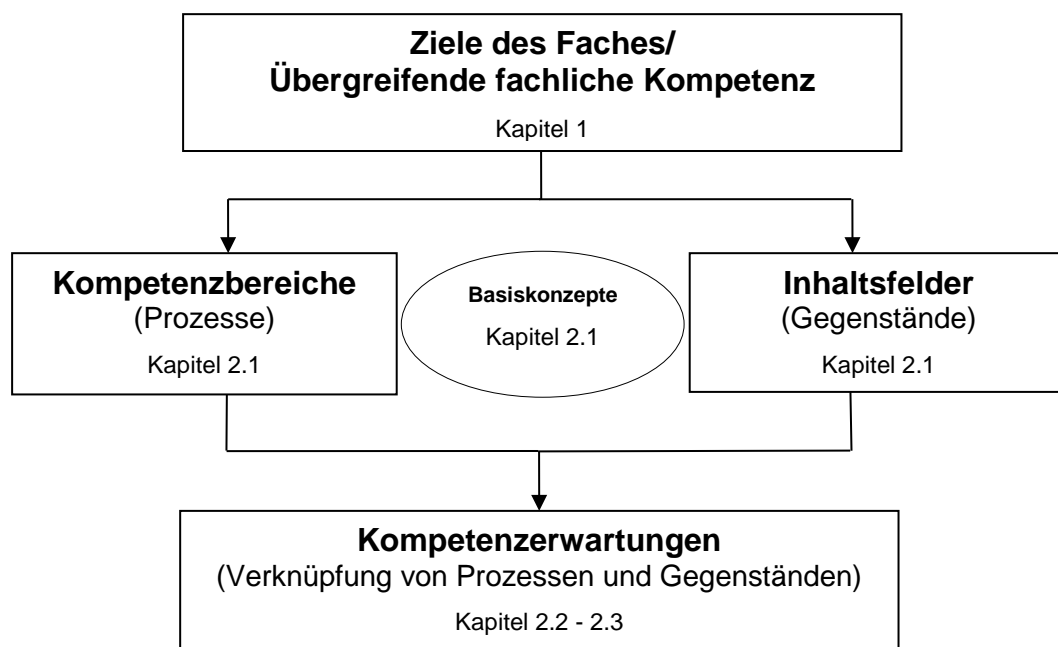 Ziele des Faches/
Übergreifende fachliche Kompetenz
Kapitel 1
Kompetenzbereiche
(Prozesse)
Kapitel 2.1
Basiskonzepte
Kapitel 2.1
Inhaltsfelder
(Gegenstände)
Kapitel 2.1
Kompetenzerwartungen
(Verknüpfung von Prozessen und Gegenständen)
Kapitel 2.2 - 2.3